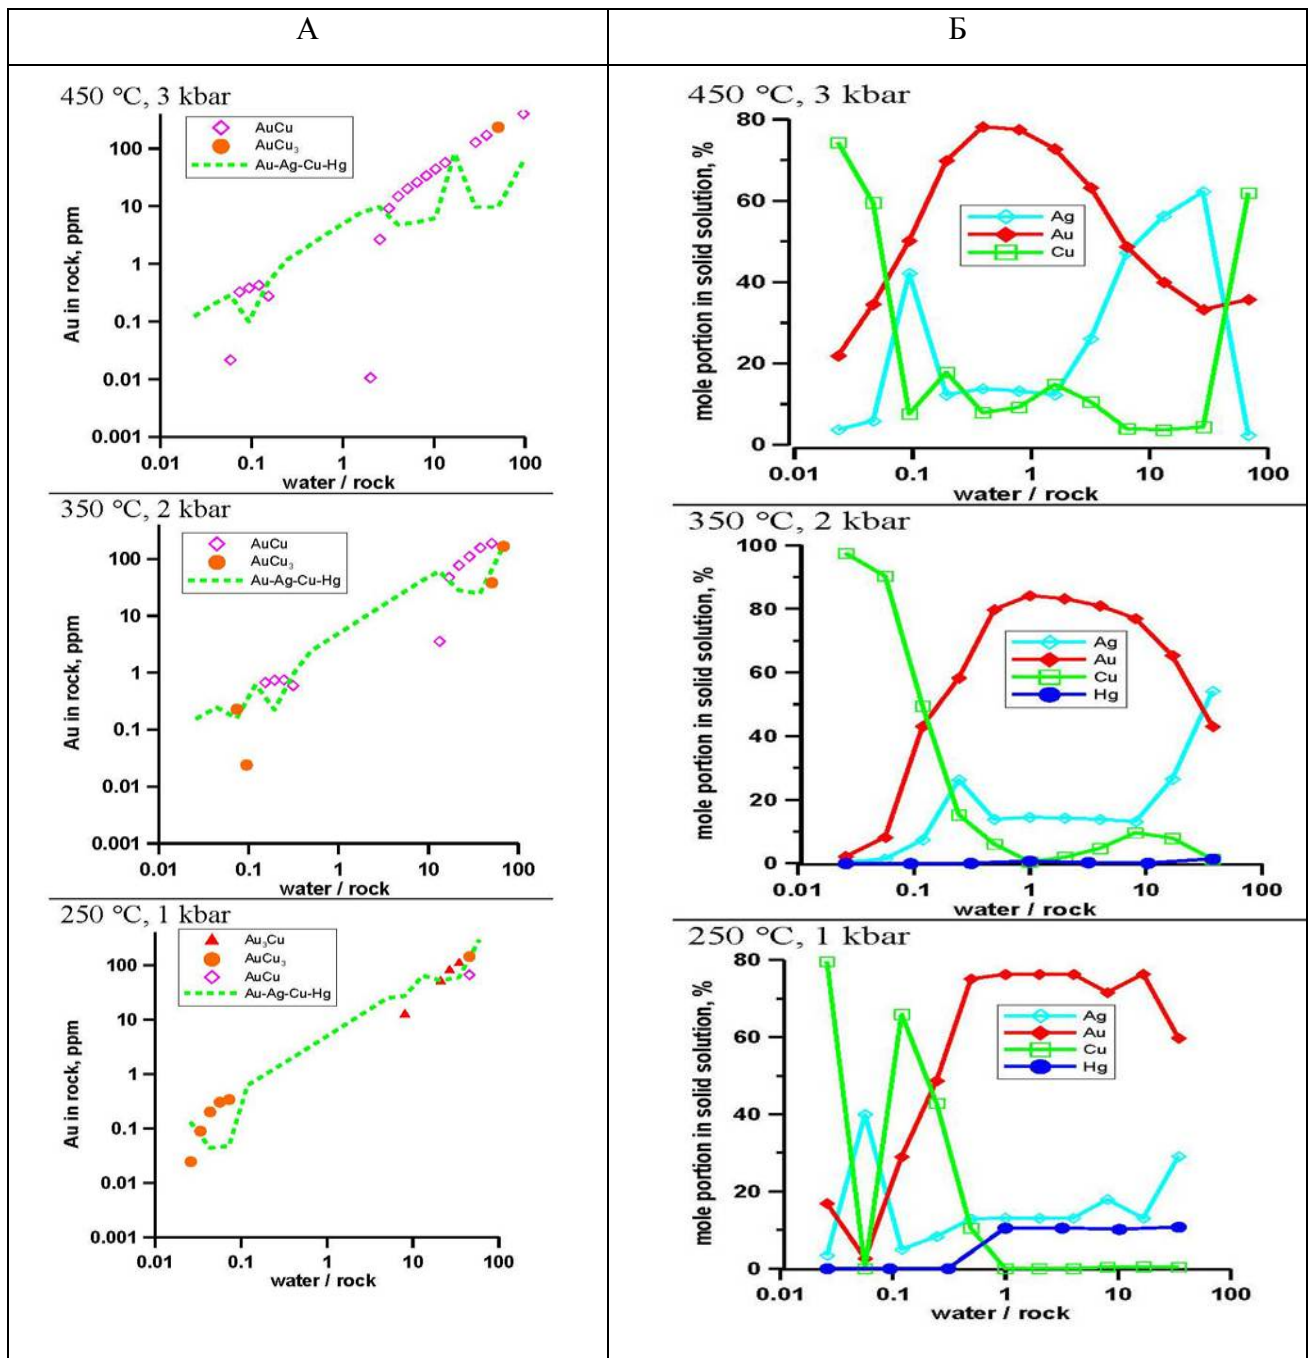 А
Б
450 °C, 3 kbar
AuCu
AuCu₃
Au-Ag-Cu-Hg
100
10
1
0.1
0.01
0.001
Au in rock, ppm
0.01 0.1 1 10 100
water / rock
350 °C, 2 kbar
AuCu
AuCu₃
Au-Ag-Cu-Hg
100
10
1
0.1
0.01
0.001
Au in rock, ppm
0.01 0.1 1 10 100
water / rock
250 °C, 1 kbar
Au₃Cu
AuCu₃
AuCu
Au-Ag-Cu-Hg
100
10
1
0.1
0.01
0.001
Au in rock, ppm
0.01 0.1 1 10 100
water / rock
450 °C, 3 kbar
80
60
40
20
0
mole portion in solid solution, %
Ag
Au
Cu
0.01 0.1 1 10 100
water / rock
350 °C, 2 kbar
100
80
60
40
20
0
mole portion in solid solution, %
Ag
Au
Cu
Hg
0.01 0.1 1 10 100
water / rock
250 °C, 1 kbar
80
60
40
20
0
mole portion in solid solution, %
Ag
Au
Cu
Hg
0.01 0.1 1 10 100
water / rock